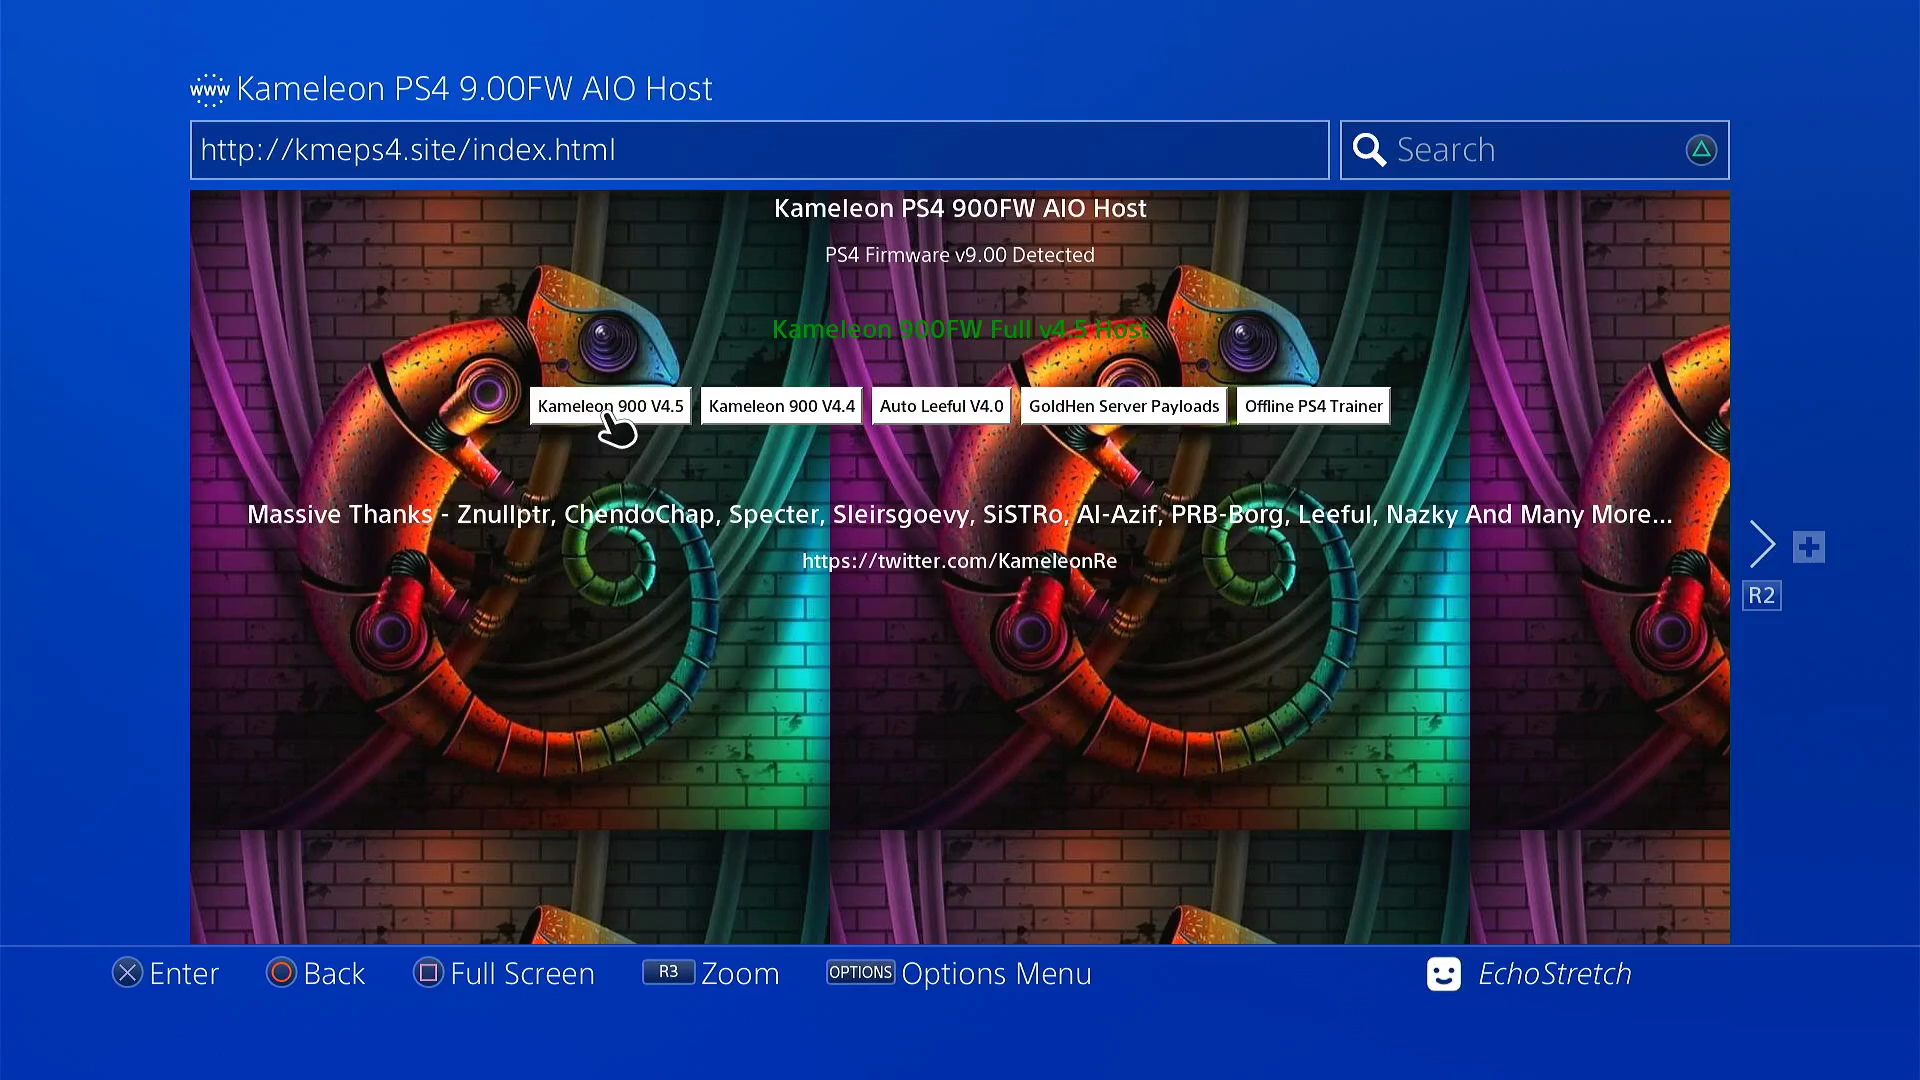 www Kameleon PS4 9.00FW AIO Host
http://kmeps4.site/index.html
Search
Kameleon PS4 900FW AIO Host
PS4 Firmware v9.00 Detected
Kameleon 900FW Full v4.5 Host
Kameleon 900 V4.5 Kameleon 900 V4.4 Auto Leeful V4.0 GoldHen Server Payloads Offline PS4 Trainer
Massive Thanks - Znullptr, ChendoChap, Specter, Sleirsgoevy, SiSTRo, Al-Azif, PRB-Borg, Leeful, Nazky And Many More...
https://twitter.com/KameleonRe
R2
Enter Back Full Screen R3 Zoom OPTIONS Options Menu EchoStretch